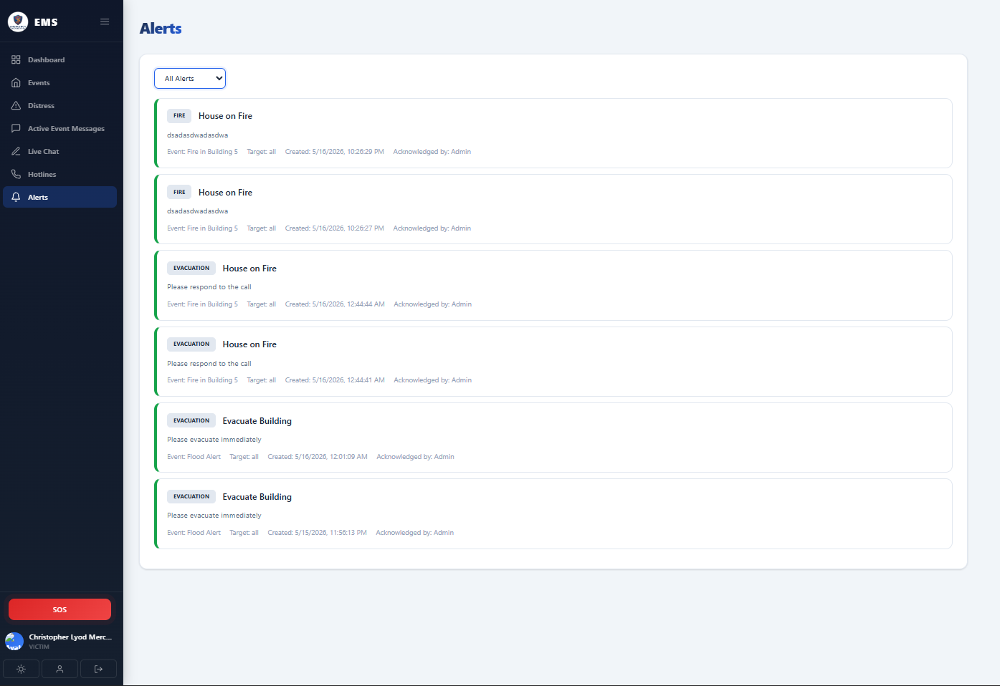 EMS
Dashboard
Events
Distress
Active Event Messages
Live Chat
Hotlines
Alerts
SOS
Christopher Lyod Merc...
VICTIM
Alerts
All Alerts
FIRE House on Fire
dsadasdwadasdwa
Event: Fire in Building 5 Target: all Created: 5/16/2026, 10:26:29 PM Acknowledged by: Admin
FIRE House on Fire
dsadasdwadasdwa
Event: Fire in Building 5 Target: all Created: 5/16/2026, 10:26:27 PM Acknowledged by: Admin
EVACUATION House on Fire
Please respond to the call
Event: Fire in Building 5 Target: all Created: 5/16/2026, 12:44:44 AM Acknowledged by: Admin
EVACUATION House on Fire
Please respond to the call
Event: Fire in Building 5 Target: all Created: 5/16/2026, 12:44:41 AM Acknowledged by: Admin
EVACUATION Evacuate Building
Please evacuate immediately
Event: Flood Alert Target: all Created: 5/16/2026, 12:01:09 AM Acknowledged by: Admin
EVACUATION Evacuate Building
Please evacuate immediately
Event: Flood Alert Target: all Created: 5/15/2026, 11:56:13 PM Acknowledged by: Admin